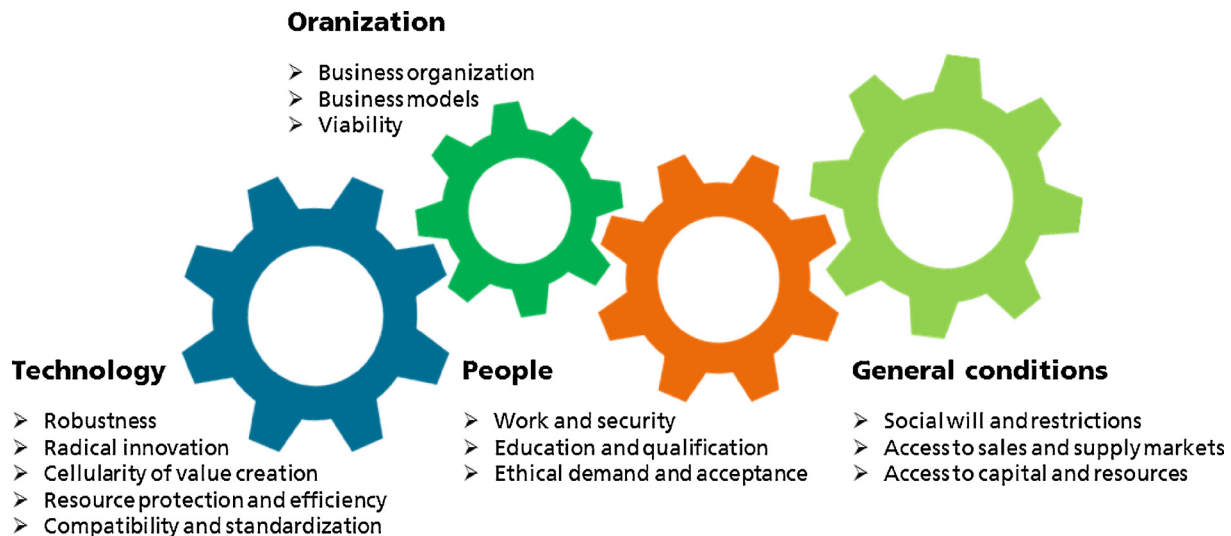 Oranization
➢ Business organization
➢ Business models
➢ Viability
Technology
➢ Robustness
➢ Radical innovation
➢ Cellularity of value creation
➢ Resource protection and efficiency
➢ Compatibility and standardization
People
➢ Work and security
➢ Education and qualification
➢ Ethical demand and acceptance
General conditions
➢ Social will and restrictions
➢ Access to sales and supply markets
➢ Access to capital and resources